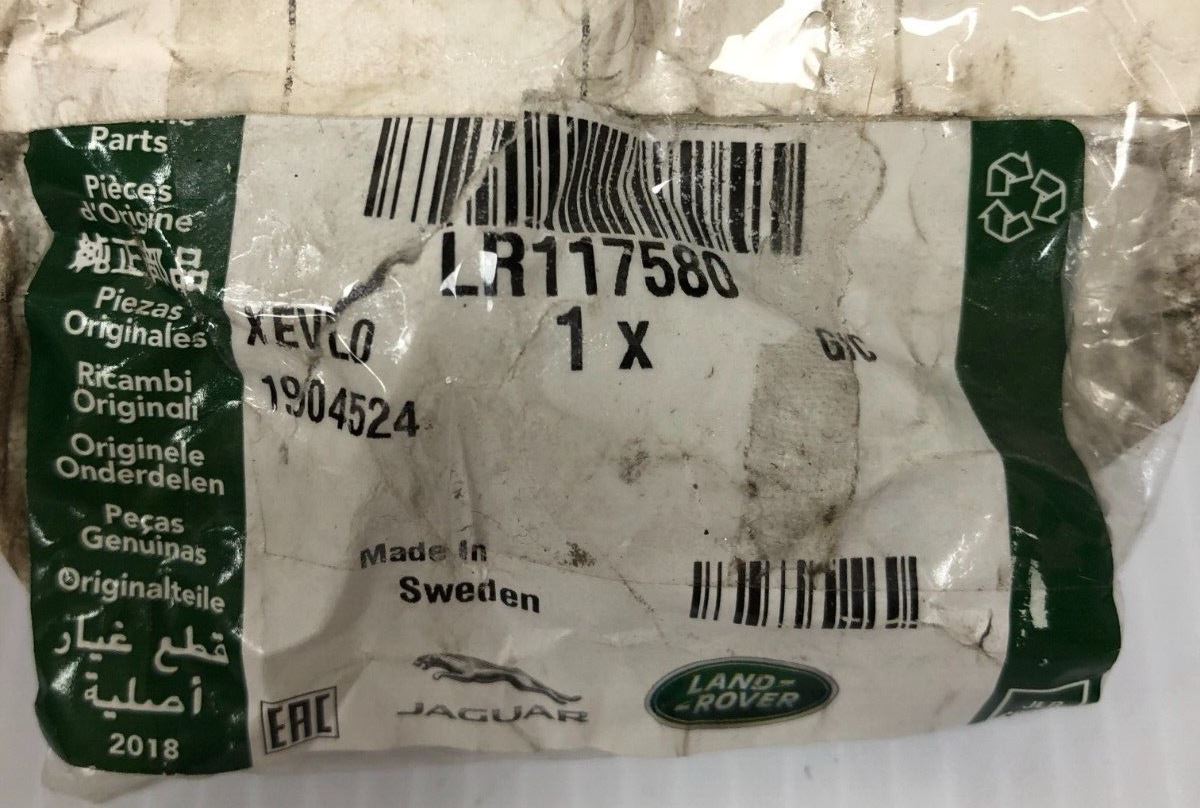 Parts
Pièces
d'Origine
純正部品
Piezas
Originales
Ricambi
Originali
Originele
Onderdelen
Peças
Genuinas
Originalteile
قطع غيار
أصلية
2018
LR117580
1 x
XEVLO
1904524
Made In
Sweden
EAC
JAGUAR
LAND-
-ROVER